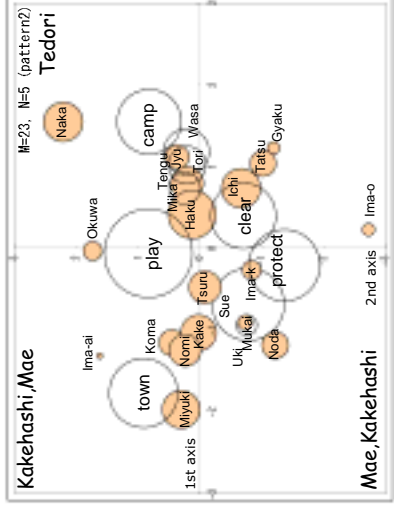 M=23, N=5 (pattern2)
Kakehashi,Mae
Tedori
Naka
camp
Wasa
Okuwa
Tengu
Jyu
Tori
Mika
Gyaku
Tatsu
Haku
Ichi
play
clear
Ima-ai
Koma
Tsuru
Ima-k
protect
Ima-o
Nomi
Kake
Sue
town
Uki
Mukai
Noda
Miyuki
1st axis
2nd axis
Mae,Kakehashi